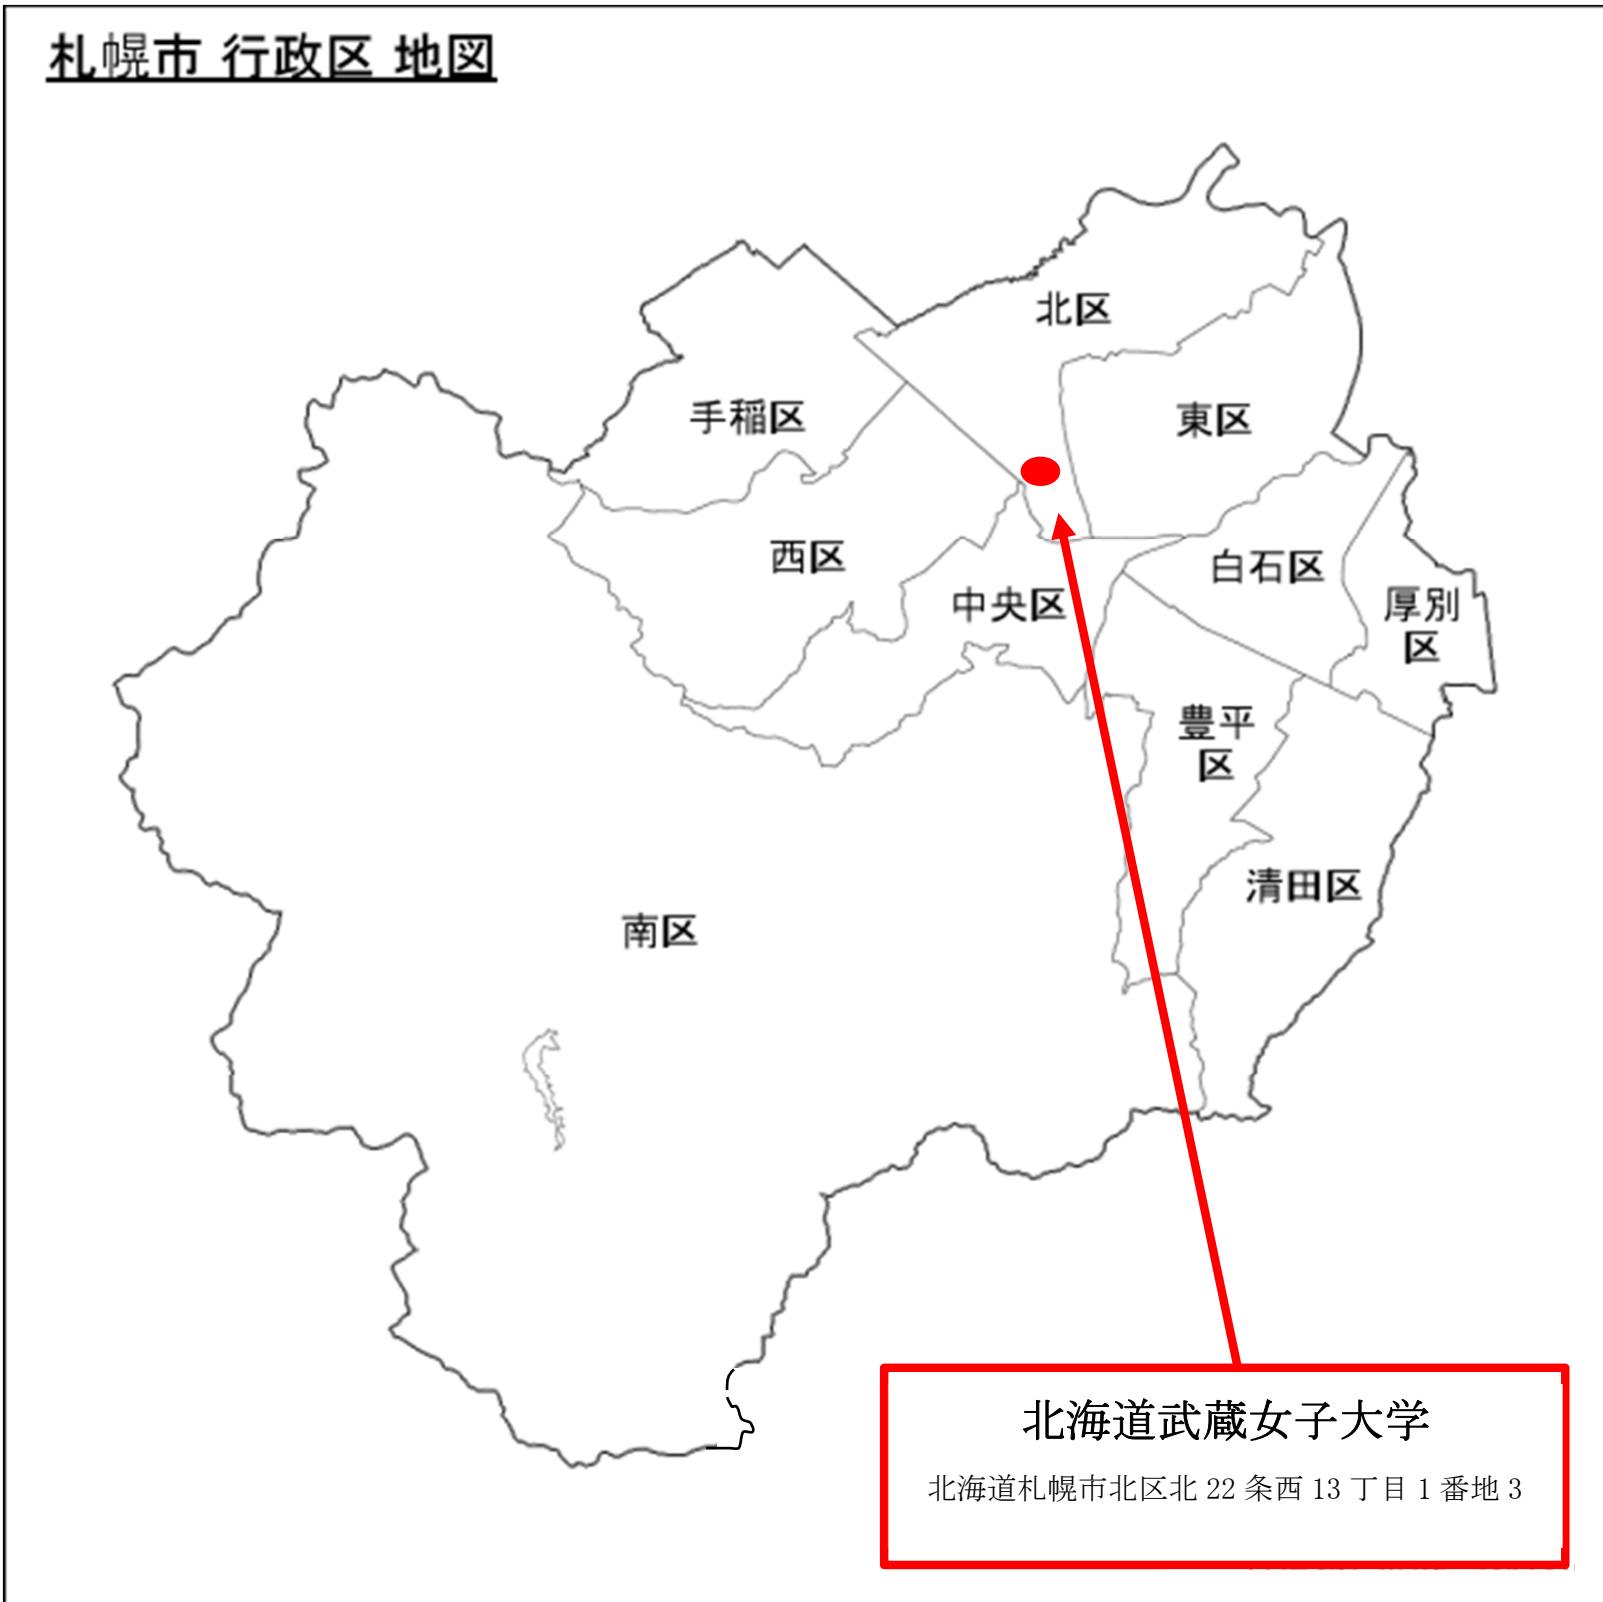 札幌市 行政区 地図
北区
手稲区
東区
西区
白石区
中央区
厚別
区
豊平
区
清田区
南区
北海道武蔵女子大学
北海道札幌市北区北 22 条西 13 丁目 1 番地 3